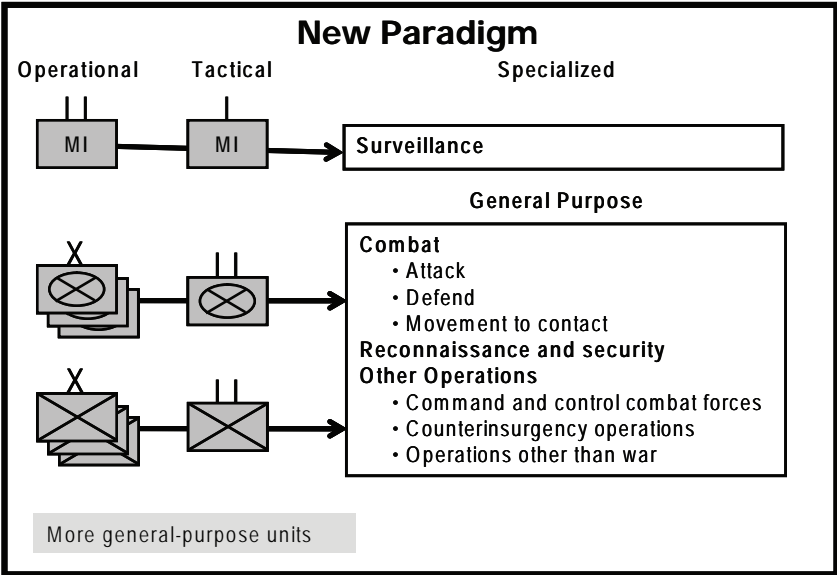 New Paradigm
Operational Tactical Specialized
MI MI Surveillance
General Purpose
Combat
• Attack
• Defend
• Movement to contact
Reconnaissance and security
Other Operations
• Command and control combat forces
• Counterinsurgency operations
• Operations other than war
More general-purpose units